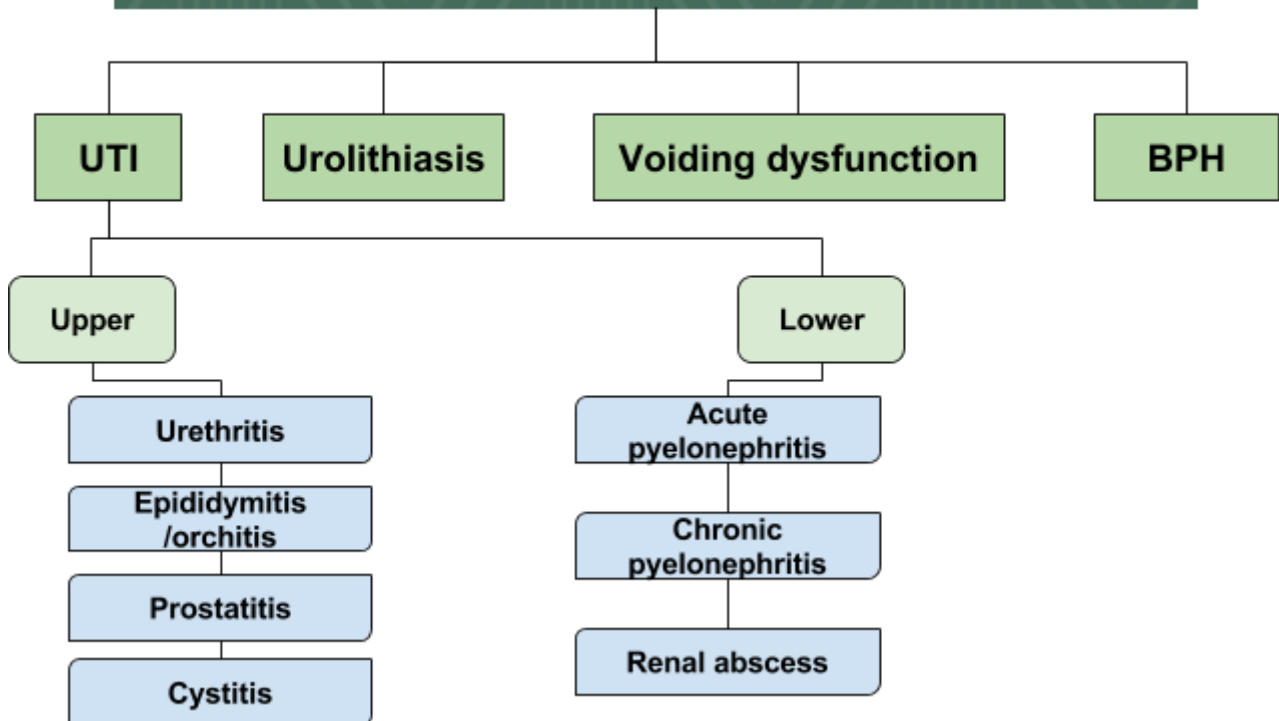 UTI
Urolithiasis
Voiding dysfunction
BPH
Upper
Lower
Urethritis
Epididymitis
/orchitis
Prostatitis
Cystitis
Acute
pyelonephritis
Chronic
pyelonephritis
Renal abscess